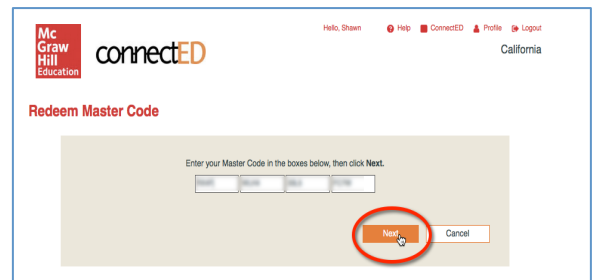 Mc
Graw
Hill
Education
connectED
Hello, Shawn Help ConnectED Profile Logout
California
Redeem Master Code
Enter your Master Code in the boxes below, then click Next.
Next Cancel